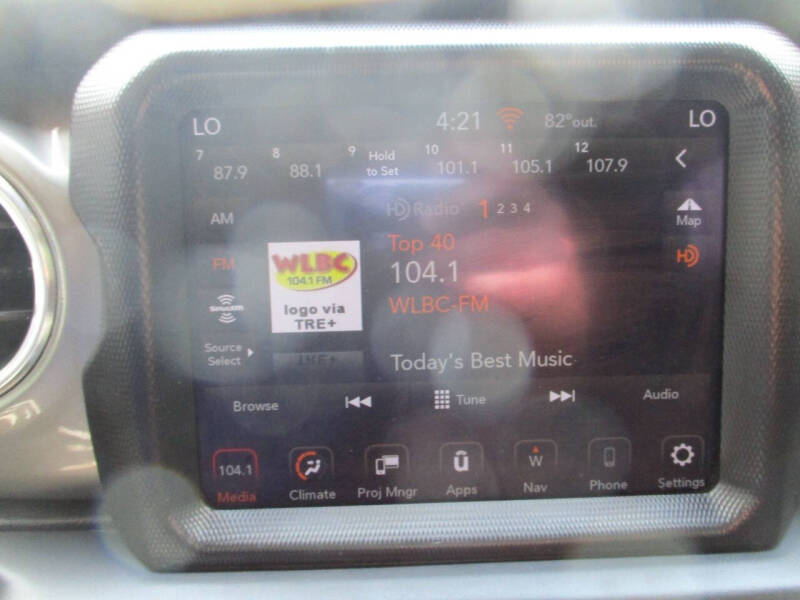 LO 4:21 82°out. LO
7 87.9 8 88.1 9 Hold to Set 10 101.1 11 105.1 12 107.9
AM HD Radio 1 2 3 4 Map
FM Top 40 HD
WLBC 104.1
104.1 FM WLBC-FM
SiriusXM logo via
TRE+
Source
Select Today's Best Music
Browse Tune Audio
104.1 û W
Media Climate Proj Mngr Apps Nav Phone Settings